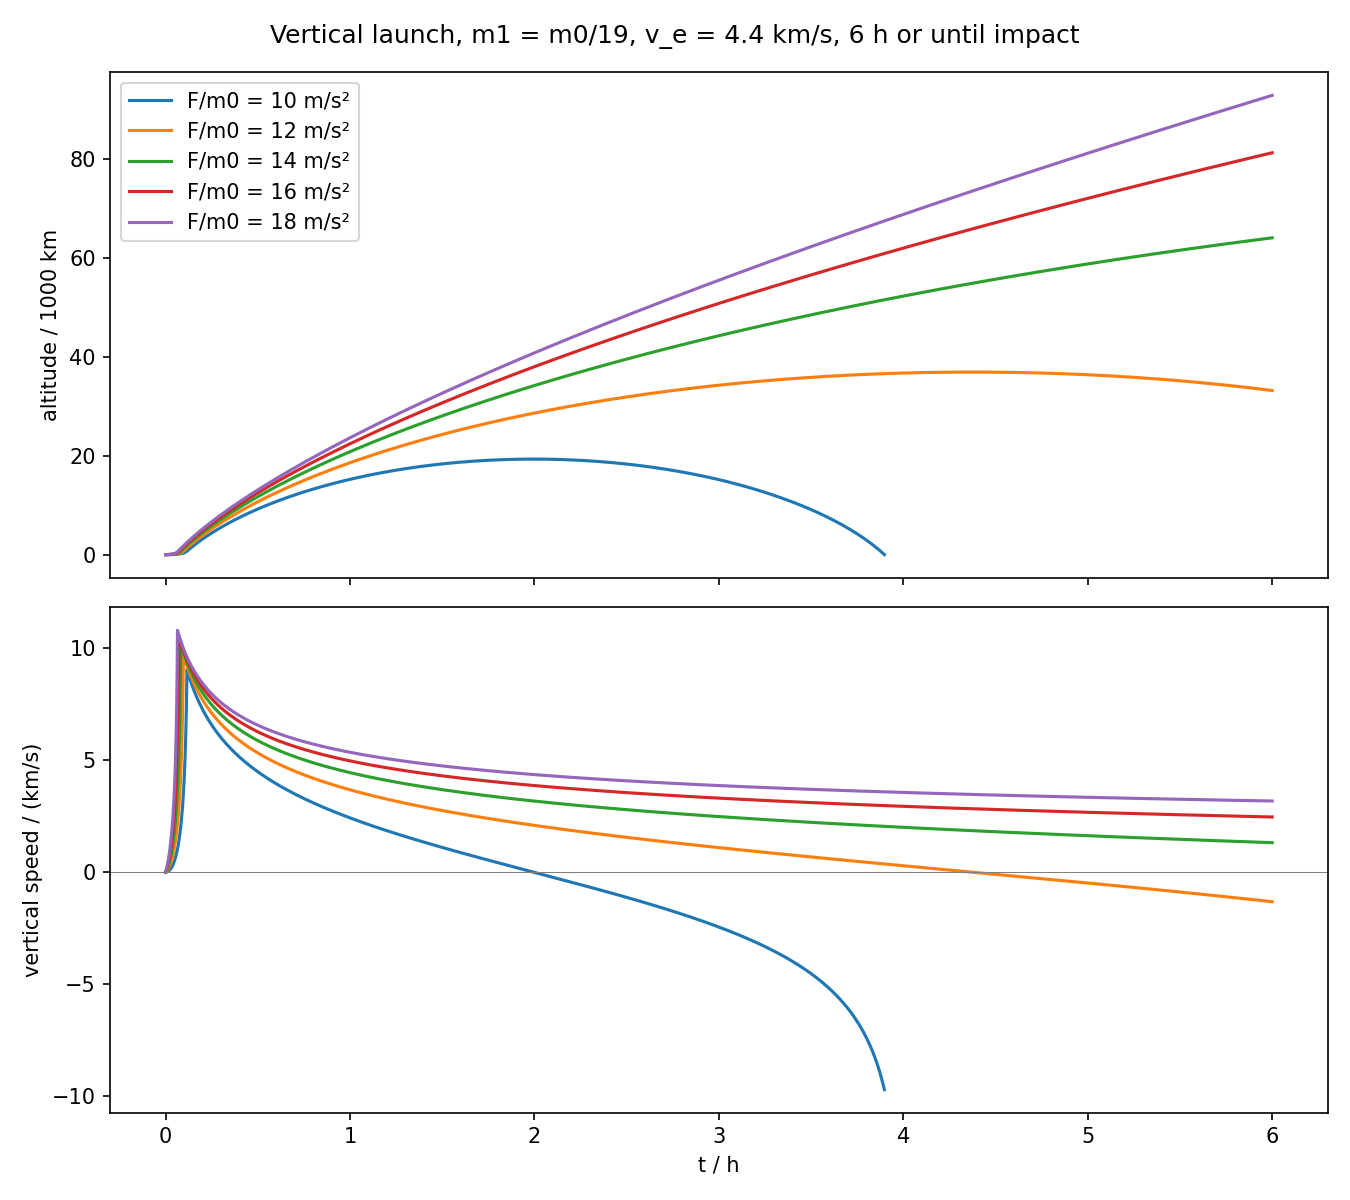 Vertical launch, m1 = m0/19, v_e = 4.4 km/s, 6 h or until impact
F/m0 = 10 m/s²
F/m0 = 12 m/s²
F/m0 = 14 m/s²
F/m0 = 16 m/s²
F/m0 = 18 m/s²
altitude / 1000 km
80
60
40
20
0
vertical speed / (km/s)
10
5
0
−5
−10
0 1 2 3 4 5 6
t / h